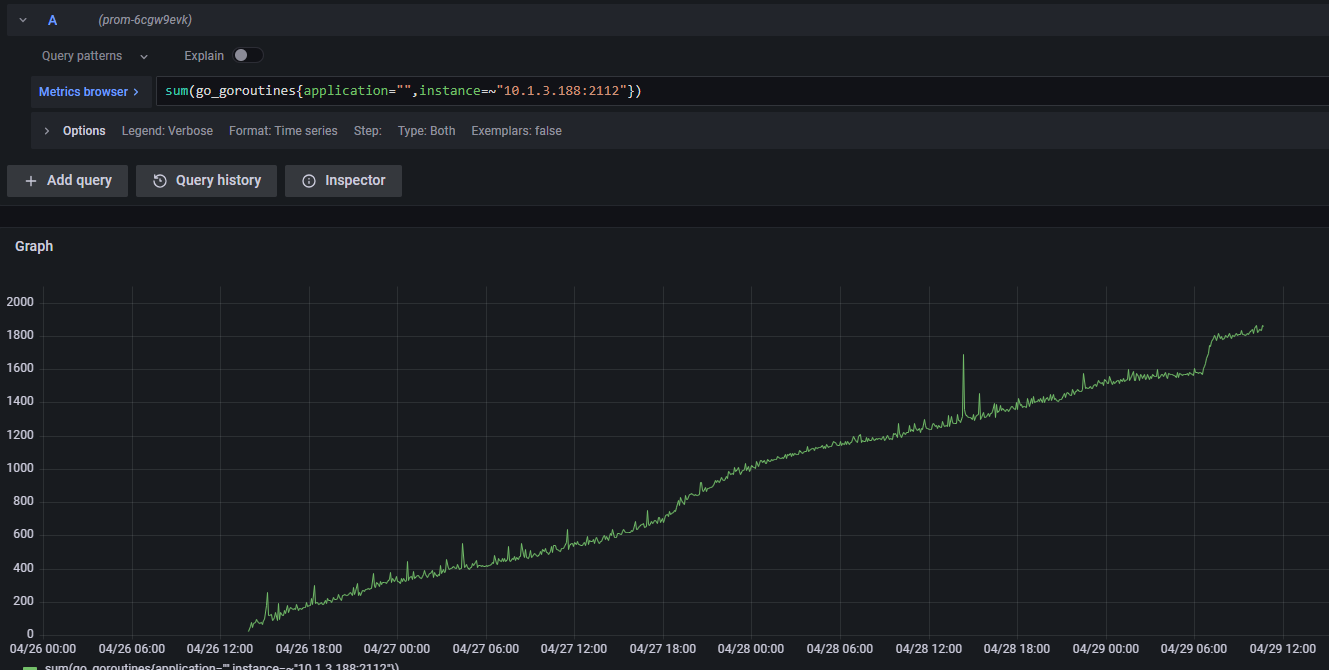 A (prom-6cgw9evk)
Query patterns Explain
Metrics browser > sum(go_goroutines{application="",instance=~"10.1.3.188:2112"})
> Options Legend: Verbose Format: Time series Step: Type: Both Exemplars: false
+ Add query Query history Inspector
Graph
2000
1800
1600
1400
1200
1000
800
600
400
200
0
04/26 00:00 04/26 06:00 04/26 12:00 04/26 18:00 04/27 00:00 04/27 06:00 04/27 12:00 04/27 18:00 04/28 00:00 04/28 06:00 04/28 12:00 04/28 18:00 04/29 00:00 04/29 06:00 04/29 12:00
sum(go_goroutines{application="",instance=~"10.1.3.188:2112"})